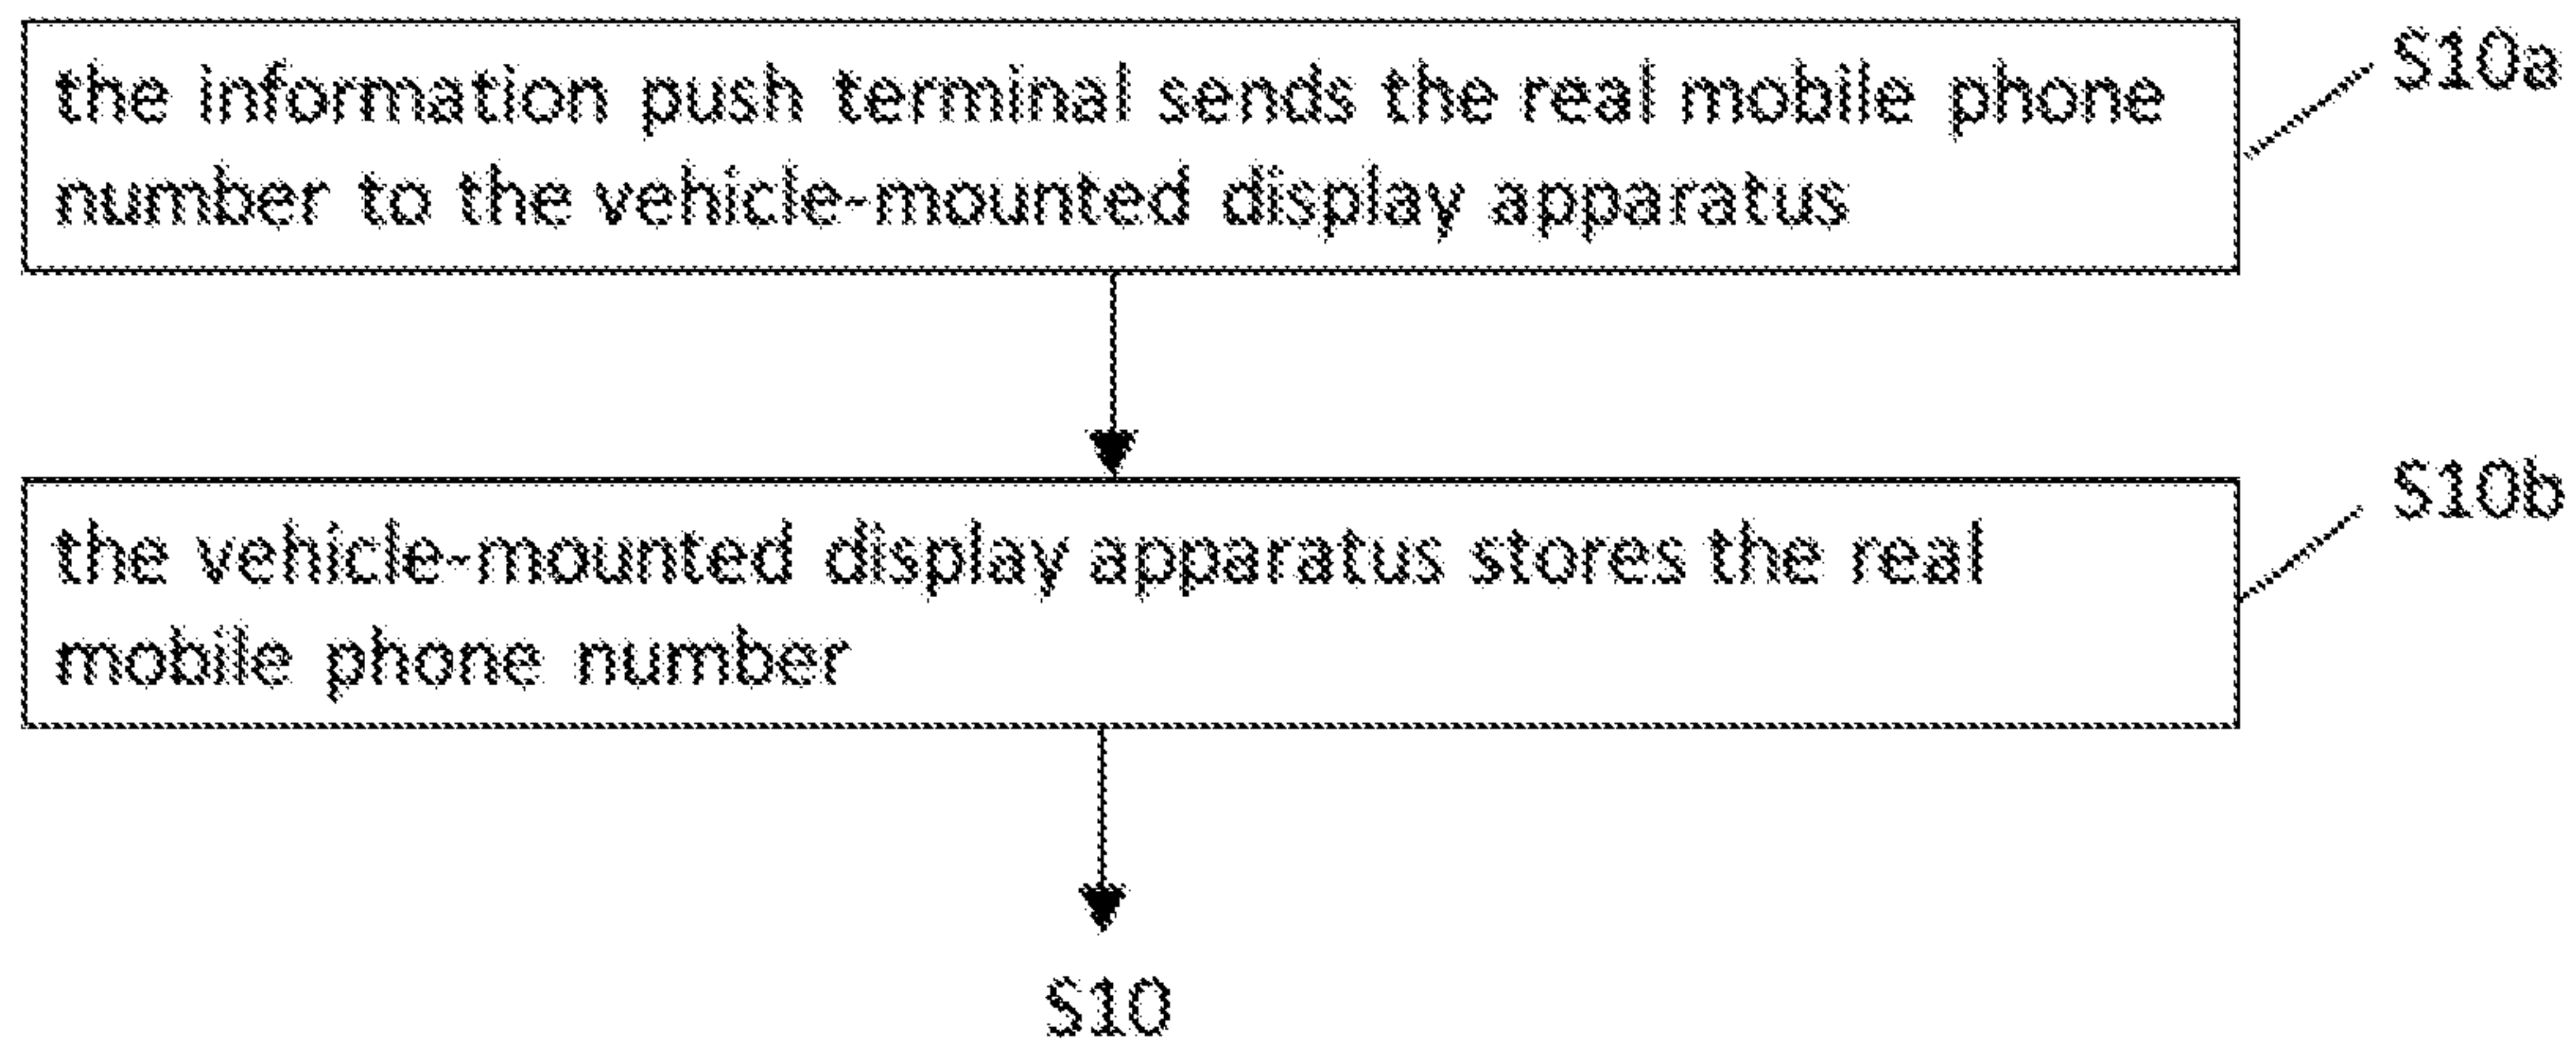 the information push terminal sends the real mobile phone
number to the vehicle-mounted display apparatus
S10a
the vehicle-mounted display apparatus stores the real
mobile phone number
S10b
S10